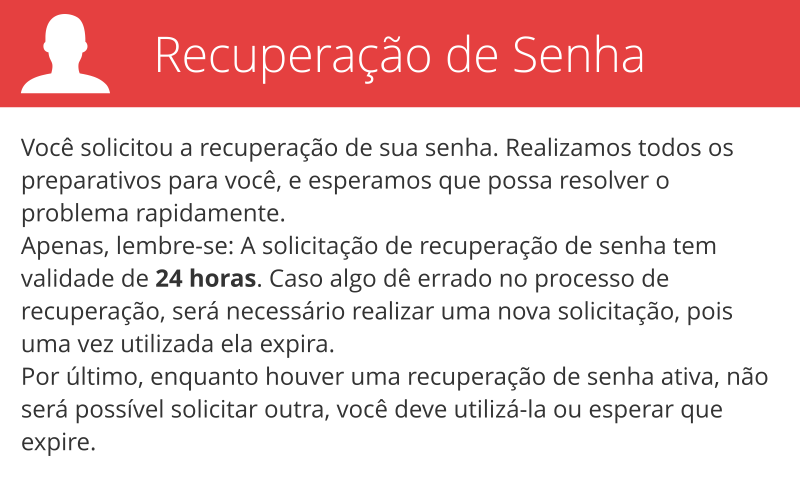 Recuperação de Senha
Você solicitou a recuperação de sua senha. Realizamos todos os
preparativos para você, e esperamos que possa resolver o
problema rapidamente.
Apenas, lembre-se: A solicitação de recuperação de senha tem
validade de 24 horas. Caso algo dê errado no processo de
recuperação, será necessário realizar uma nova solicitação, pois
uma vez utilizada ela expira.
Por último, enquanto houver uma recuperação de senha ativa, não
será possível solicitar outra, você deve utilizá-la ou esperar que
expire.